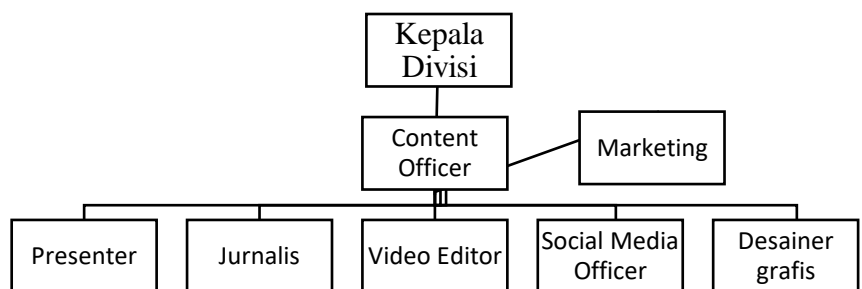 Kepala
Divisi
Content
Officer
Marketing
Presenter
Jurnalis
Video Editor
Social Media
Officer
Desainer
grafis